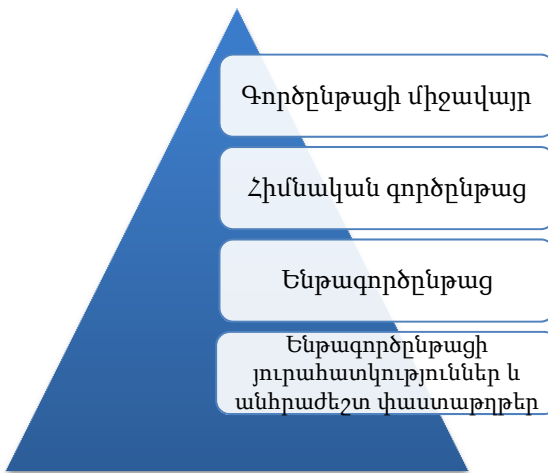 Գործընթացի միջավայր
Հիմնական գործընթաց
Ենթագործընթաց
Ենթագործընթացի
յուրահատկություններ և
անհրաժեշտ փաստաթղթեր